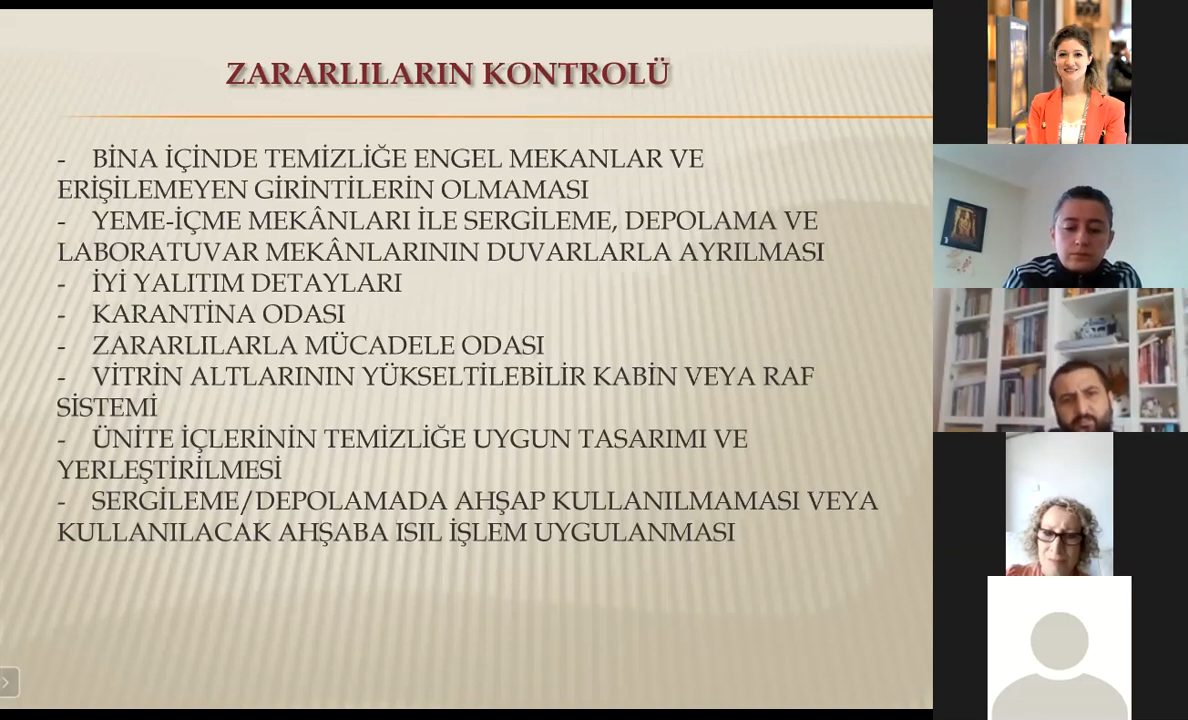 ZARARLILARIN KONTROLÜ
- BİNA İÇİNDE TEMİZLİĞE ENGEL MEKANLAR VE
ERİŞİLEMEYEN GİRİNTİLERİN OLMAMASI
- YEME-İÇME MEKÂNLARI İLE SERGİLEME, DEPOLAMA VE
LABORATUVAR MEKÂNLARININ DUVARLARLA AYRILMASI
- İYİ YALITIM DETAYLARI
- KARANTİNA ODASI
- ZARARLILARLA MÜCADELE ODASI
- VİTRİN ALTLARININ YÜKSELTİLEBİLİR KABİN VEYA RAF
SİSTEMİ
- ÜNİTE İÇLERİNİN TEMİZLİĞE UYGUN TASARIMI VE
YERLEŞTİRİLMESİ
- SERGİLEME/DEPOLAMADA AHŞAP KULLANILMAMASI VEYA
KULLANILACAK AHŞABA ISIL İŞLEM UYGULANMASI